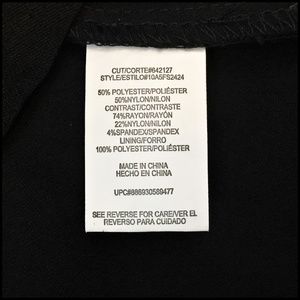 CUT/CORTE#642127
STYLE/ESTILO#10A5FS2424
50% POLYESTER/POLIÉSTER
50%NYLON/NILON
CONTRAST/CONTRASTE
74%RAYON/RAYÓN
22%NYLON/NILON
4%SPANDEX/SPANDEX
LINING/FORRO
100% POLYESTER/POLIÉSTER
MADE IN CHINA
HECHO EN CHINA
UPC#888930589477
SEE REVERSE FOR CARE/VER EL
REVERSO PARA CUIDADO